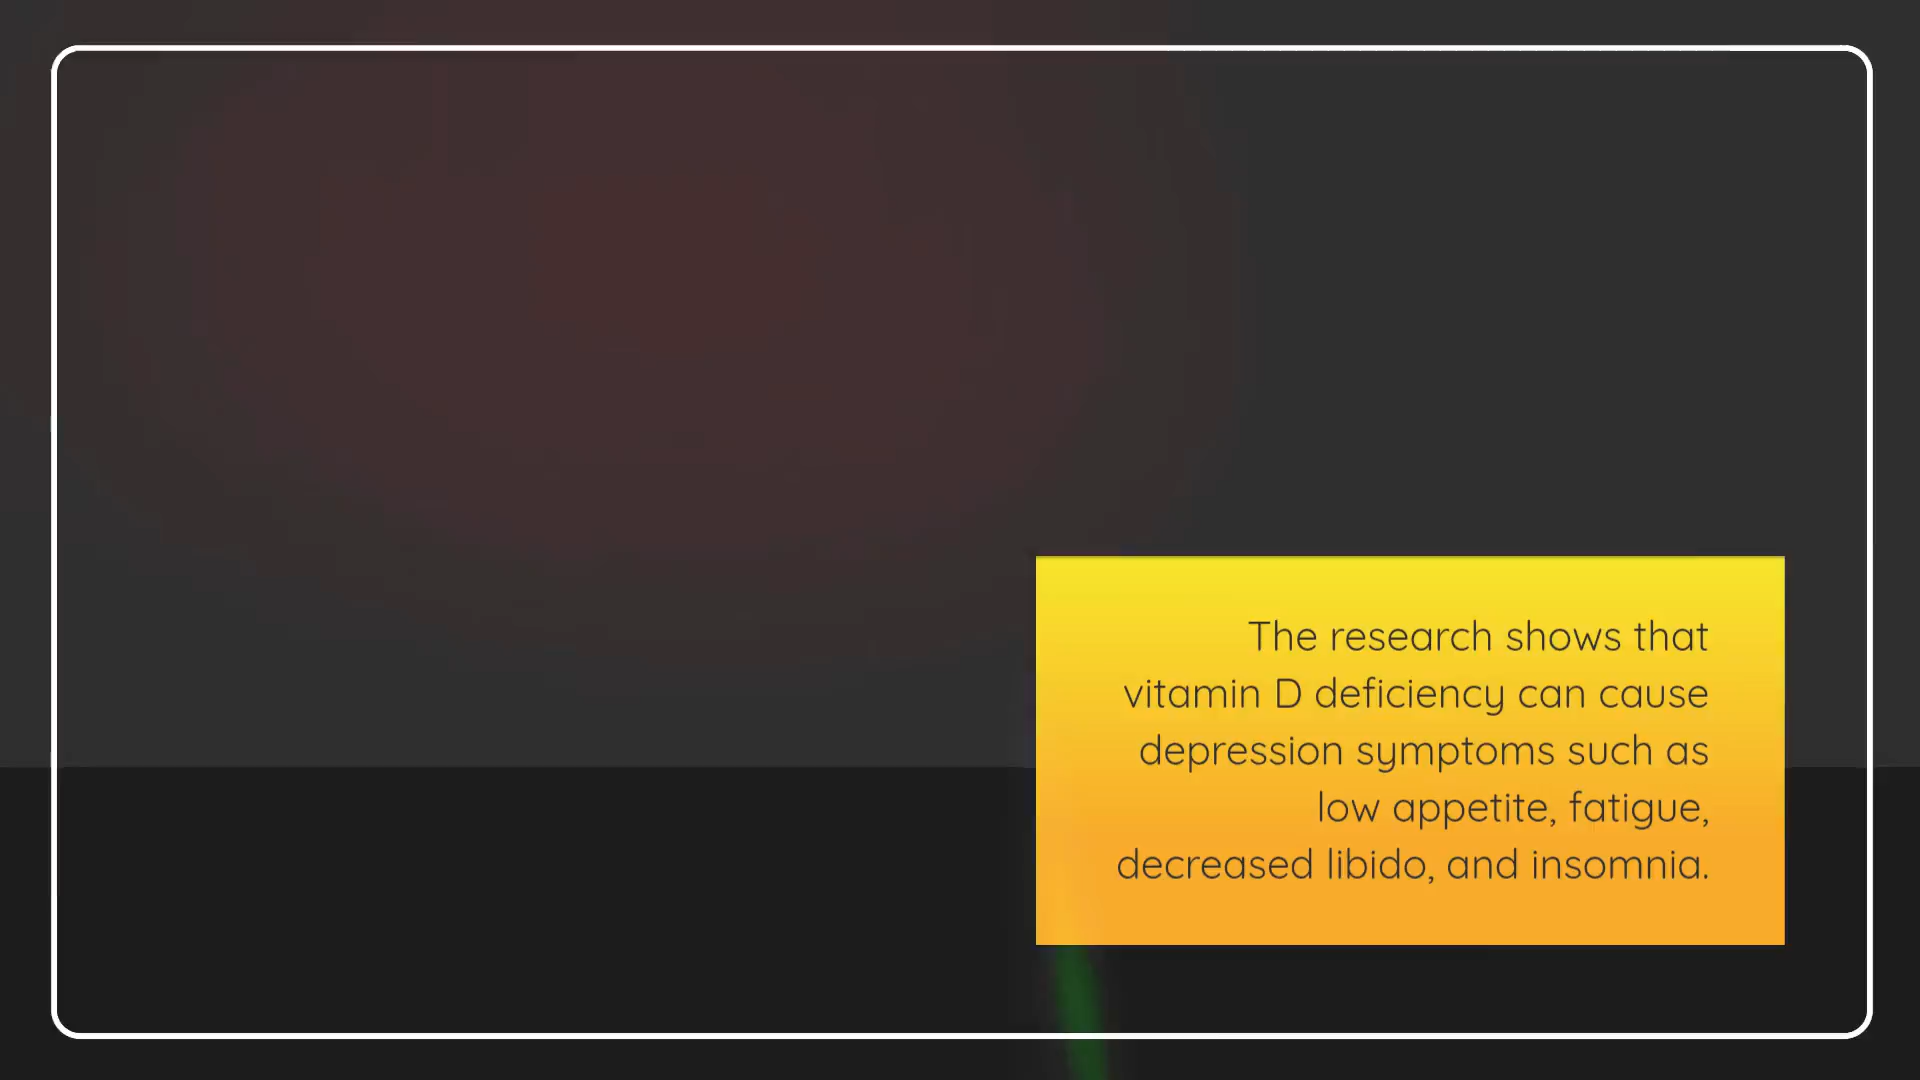 The research shows that
vitamin D deficiency can cause
depression symptoms such as
low appetite, fatigue,
decreased libido, and insomnia.